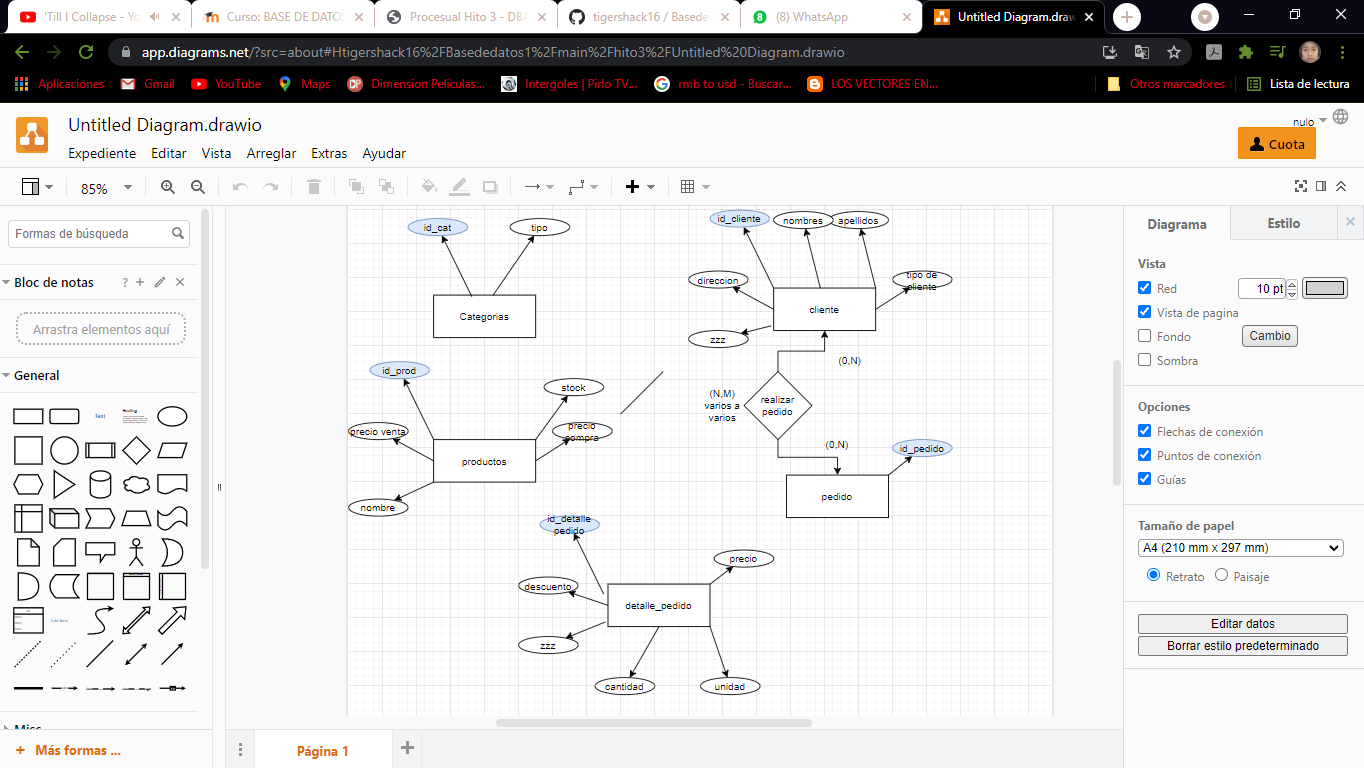 'Till I Collapse - Yo
Curso: BASE DE DATOS
Procesual Hito 3 - DBA
tigershack16 / Basede
(8) WhatsApp
Untitled Diagram.draw
app.diagrams.net/?src=about#Htigershack16%2FBasededatos1%2Fmain%2Fhito3%2FUntitled%20Diagram.drawio
Aplicaciones
Gmail
YouTube
Maps
Dimension Peliculas...
Intergoles | Pirlo TV...
rmb to usd - Buscar...
LOS VECTORES EN...
Otros marcadores
Lista de lectura
Untitled Diagram.drawio
nulo
Expediente Editar Vista Arreglar Extras Ayudar
Cuota
85%
Formas de búsqueda
Bloc de notas
?
Arrastra elementos aquí
General
Text
Heading
List Item
Misc
+ Más formas ...
id_cat
tipo
Categorias
id_cliente
nombres
apellidos
direccion
tipo de
cliente
cliente
zzz
(0,N)
id_prod
stock
precio venta
precio
compra
productos
nombre
(N,M)
varios a
varios
realizar
pedido
(0,N)
id_pedido
pedido
id_detalle
pedido
precio
descuento
detalle_pedido
zzz
cantidad
unidad
Página 1
Diagrama
Estilo
Vista
Red
10 pt
Vista de pagina
Fondo
Cambio
Sombra
Opciones
Flechas de conexión
Puntos de conexión
Guías
Tamaño de papel
A4 (210 mm x 297 mm)
Retrato
Paisaje
Editar datos
Borrar estilo predeterminado